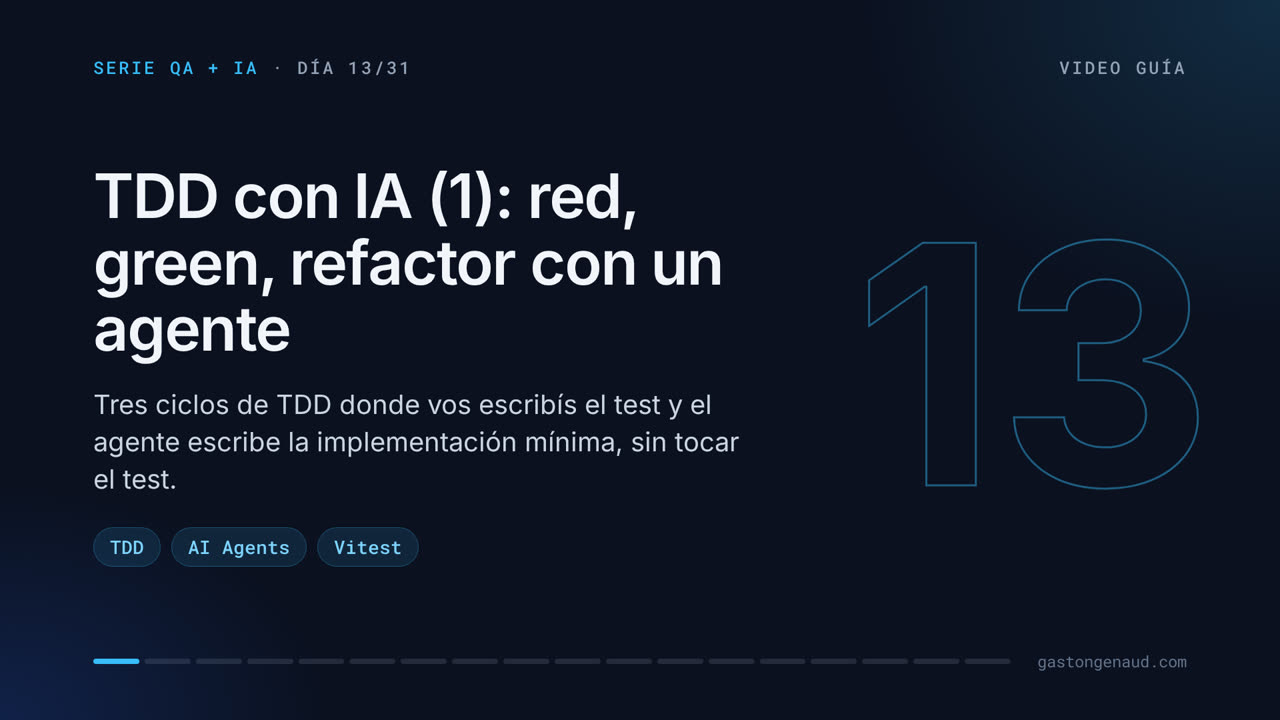 SERIE QA + IA · DÍA 13/31
VIDEO GUÍA
TDD con IA (1): red,
green, refactor con un
agente
13
Tres ciclos de TDD donde vos escribís el test y el
agente escribe la implementación mínima, sin tocar
el test.
TDD
AI Agents
Vitest
gastongenaud.com